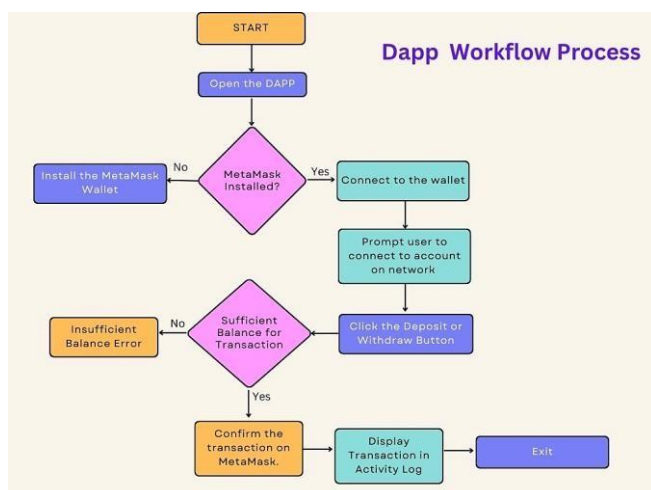 START
Dapp Workflow Process
Open the DAPP
No
Yes
Install the MetaMask
Wallet
MetaMask
Installed?
Connect to the wallet
Prompt user to
connect to account
on network
Insufficient
Balance Error
No
Sufficient
Balance for
Transaction
Click the Deposit or
Withdraw Button
Yes
Confirm the
transaction on
MetaMask.
Display
Transaction in
Activity Log
Exit